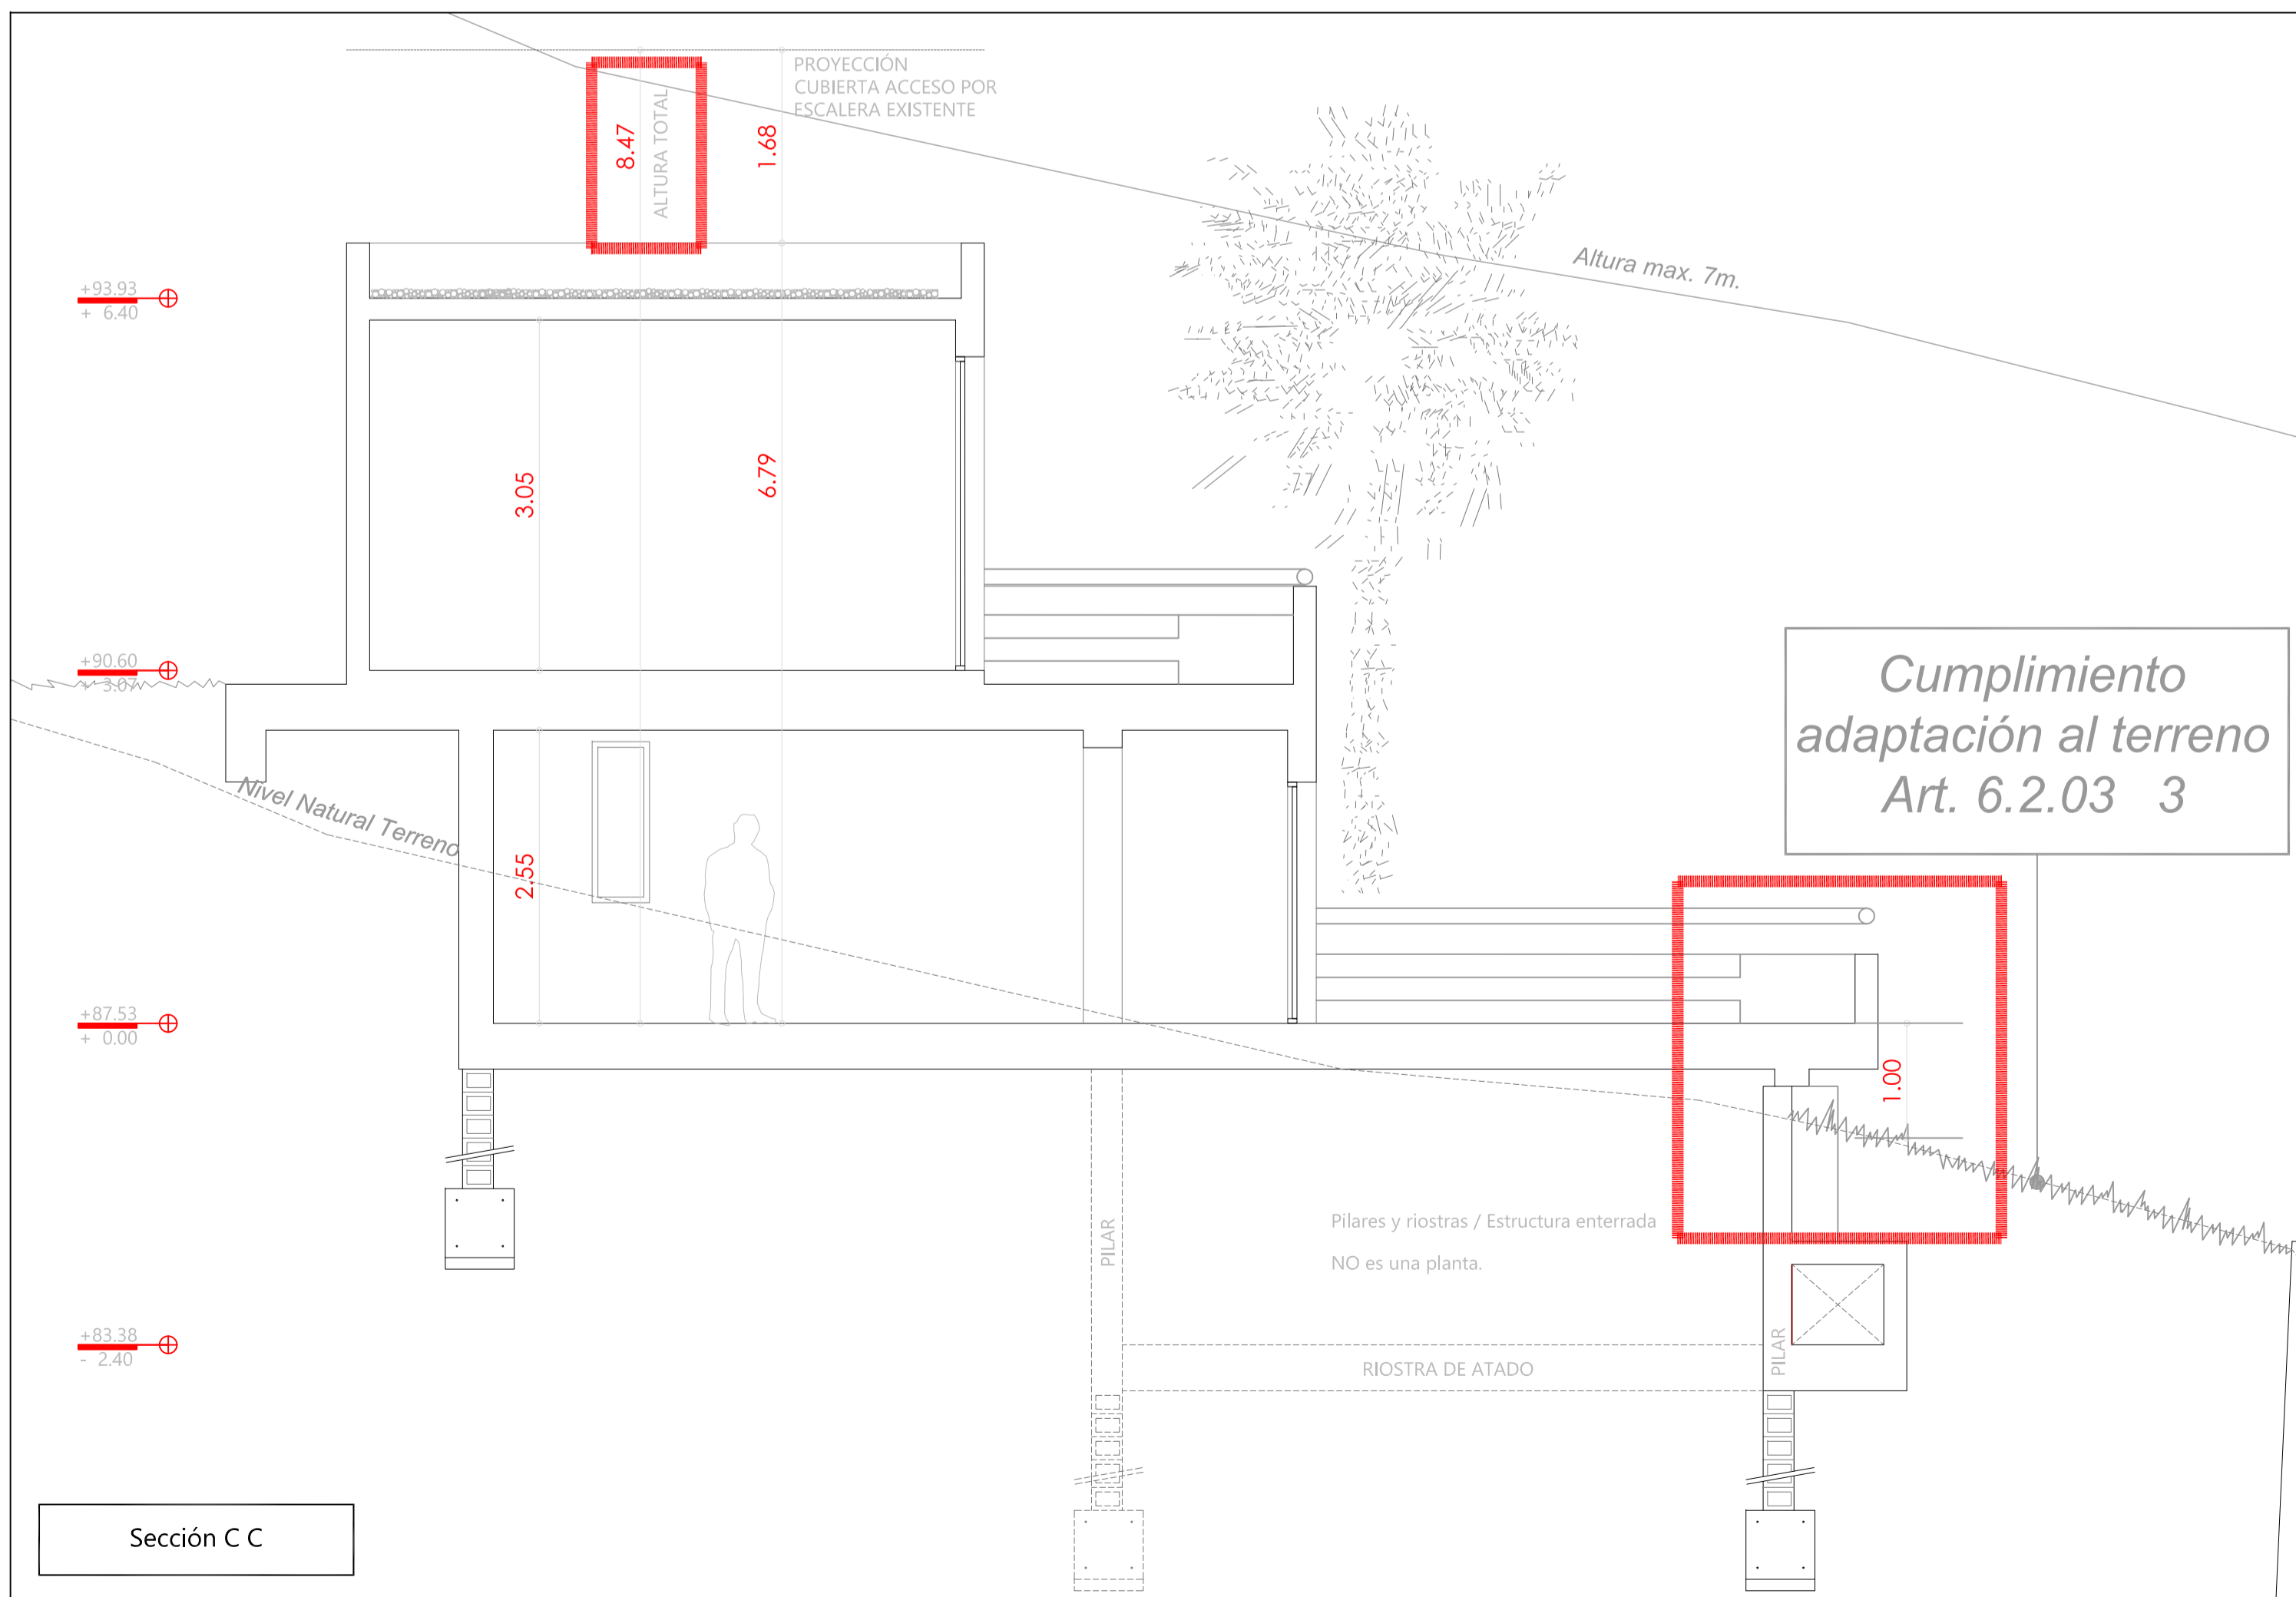 PROYECCIÓN
CUBIERTA ACCESO POR
ESCALERA EXISTENTE
8.47
ALTURA TOTAL
1.68
Altura max. 7m.
+93.93
+ 6.40
3.05
6.79
+90.60
+ 3.07
Cumplimiento
adaptación al terreno
Art. 6.2.03 3
Nivel Natural Terreno
2.55
+87.53
+ 0.00
1.00
PILAR
Pilares y riostras / Estructura enterrada
NO es una planta.
+83.38
- 2.40
RIOSTRA DE ATADO
PILAR
Sección C C